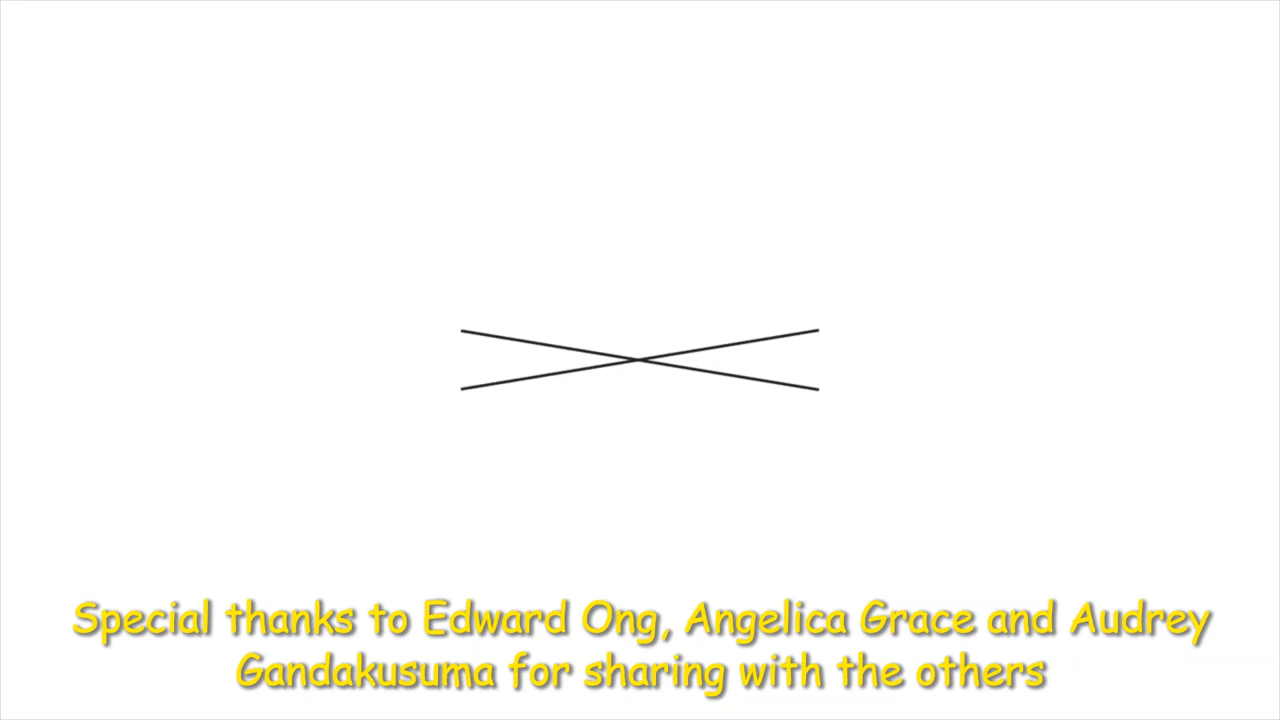 Special thanks to Edward Ong, Angelica Grace and Audrey
Gandakusuma for sharing with the others